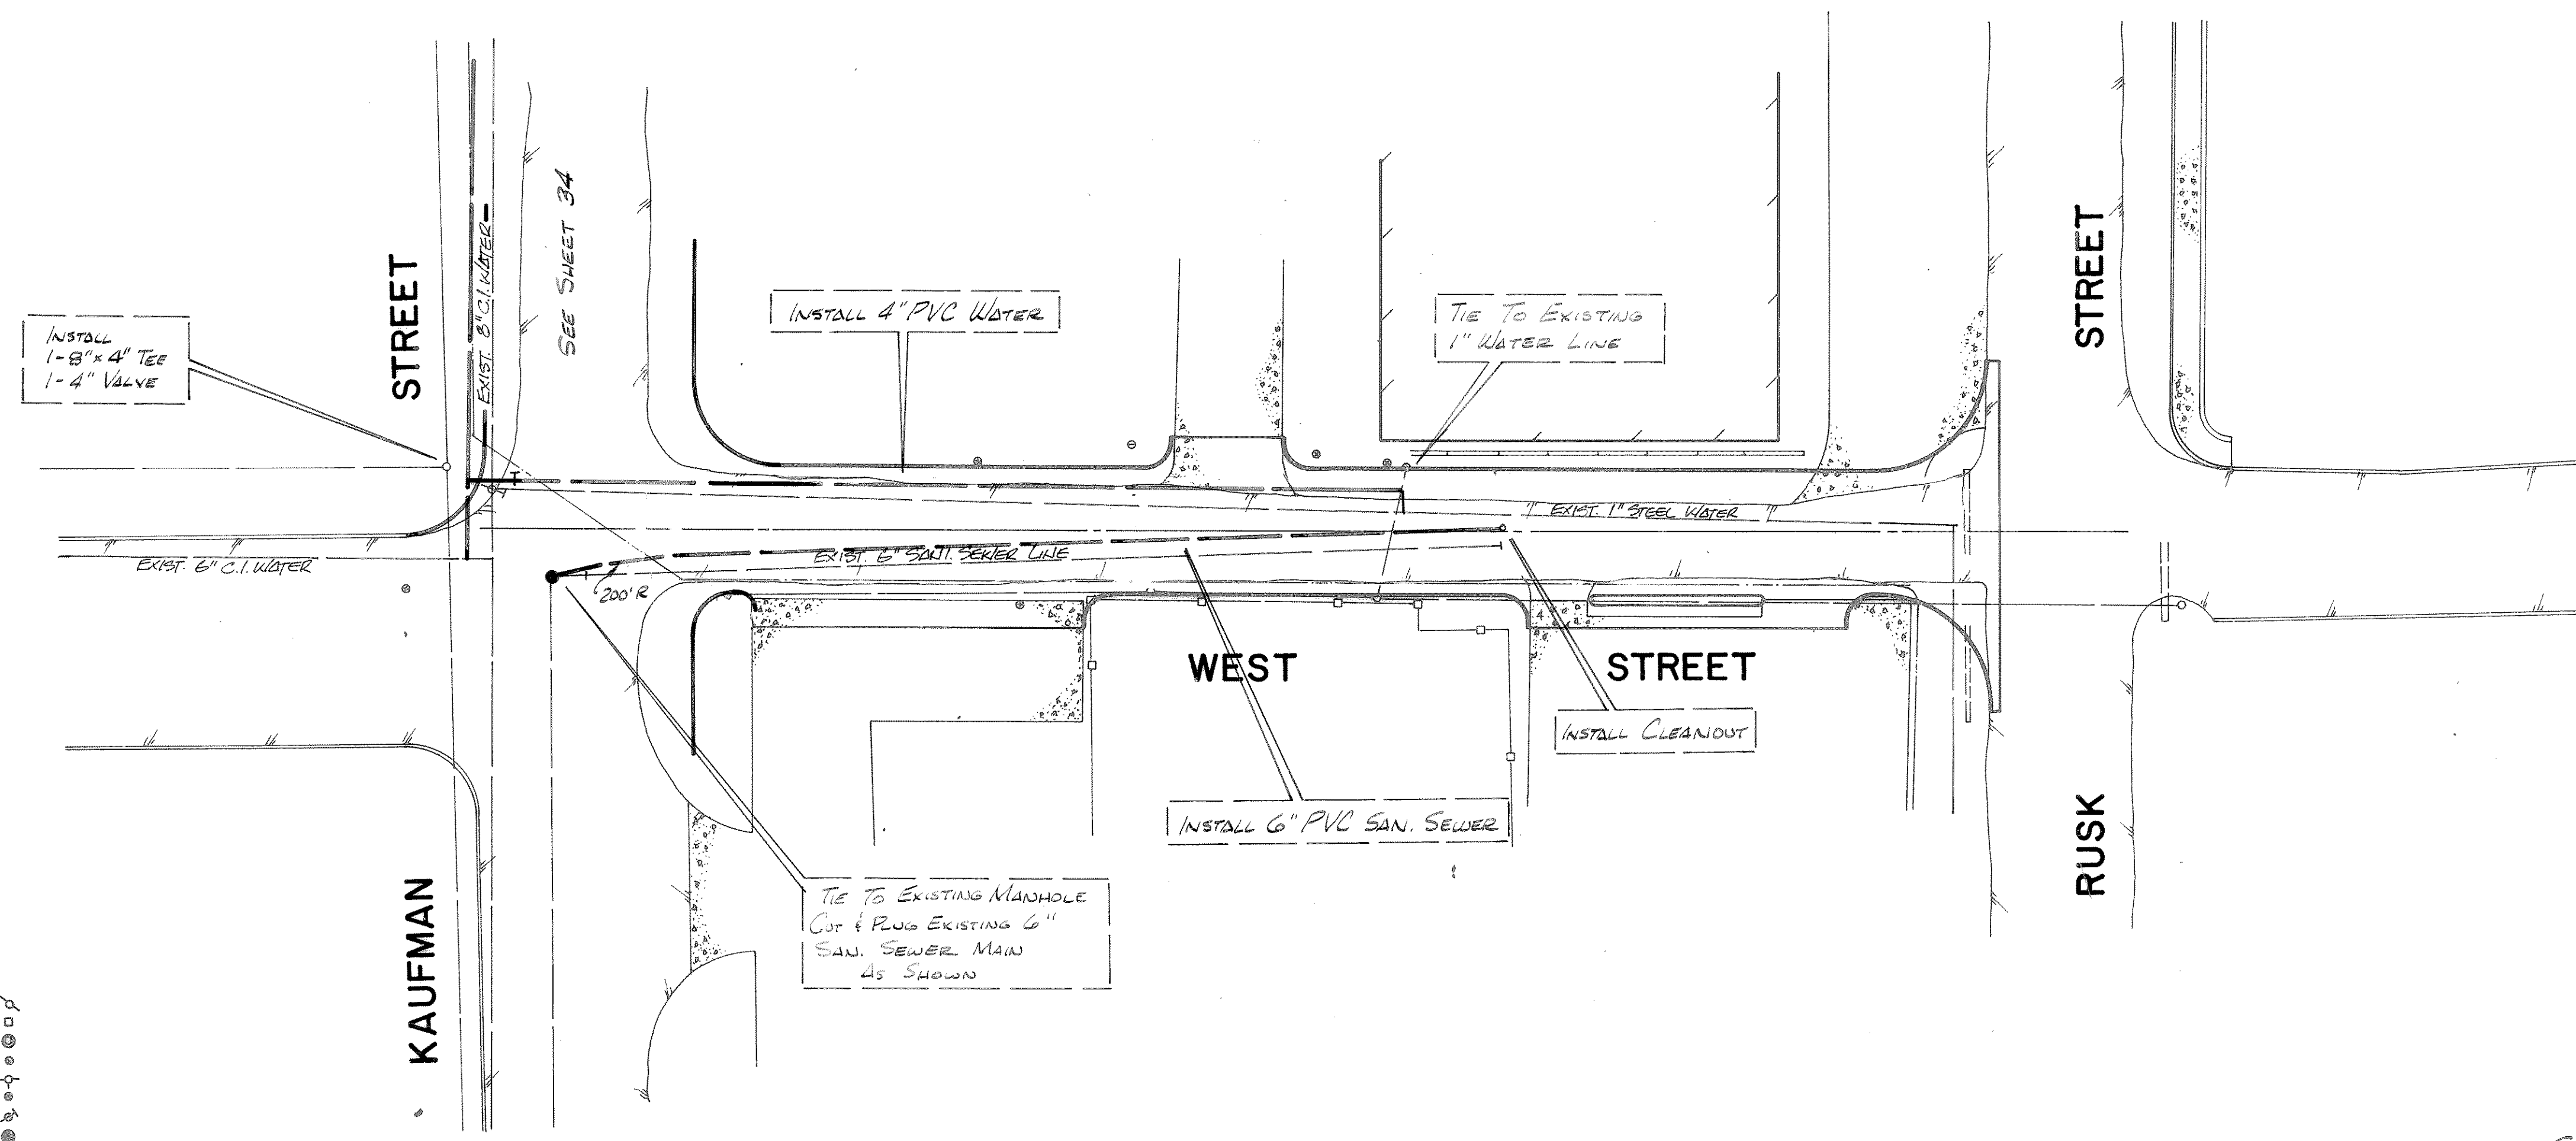 INSTALL
1-8"x 4" TEE
1-4" VALVE
STREET
EXIST. 8" C.I. WATER
SEE SHEET 34
INSTALL 4" PVC WATER
TIE TO EXISTING
1" WATER LINE
STREET
EXIST. 1" STEEL WATER
EXIST. 6" SANT. SEWER LINE
EXIST. 6" C.I. WATER
200' R
WEST STREET
INSTALL CLEANOUT
INSTALL 6" PVC SAN. SEWER
TIE TO EXISTING MANHOLE
CUT & PLUG EXISTING 6"
SAN. SEWER MAIN
AS SHOWN
KAUFMAN
RUSK